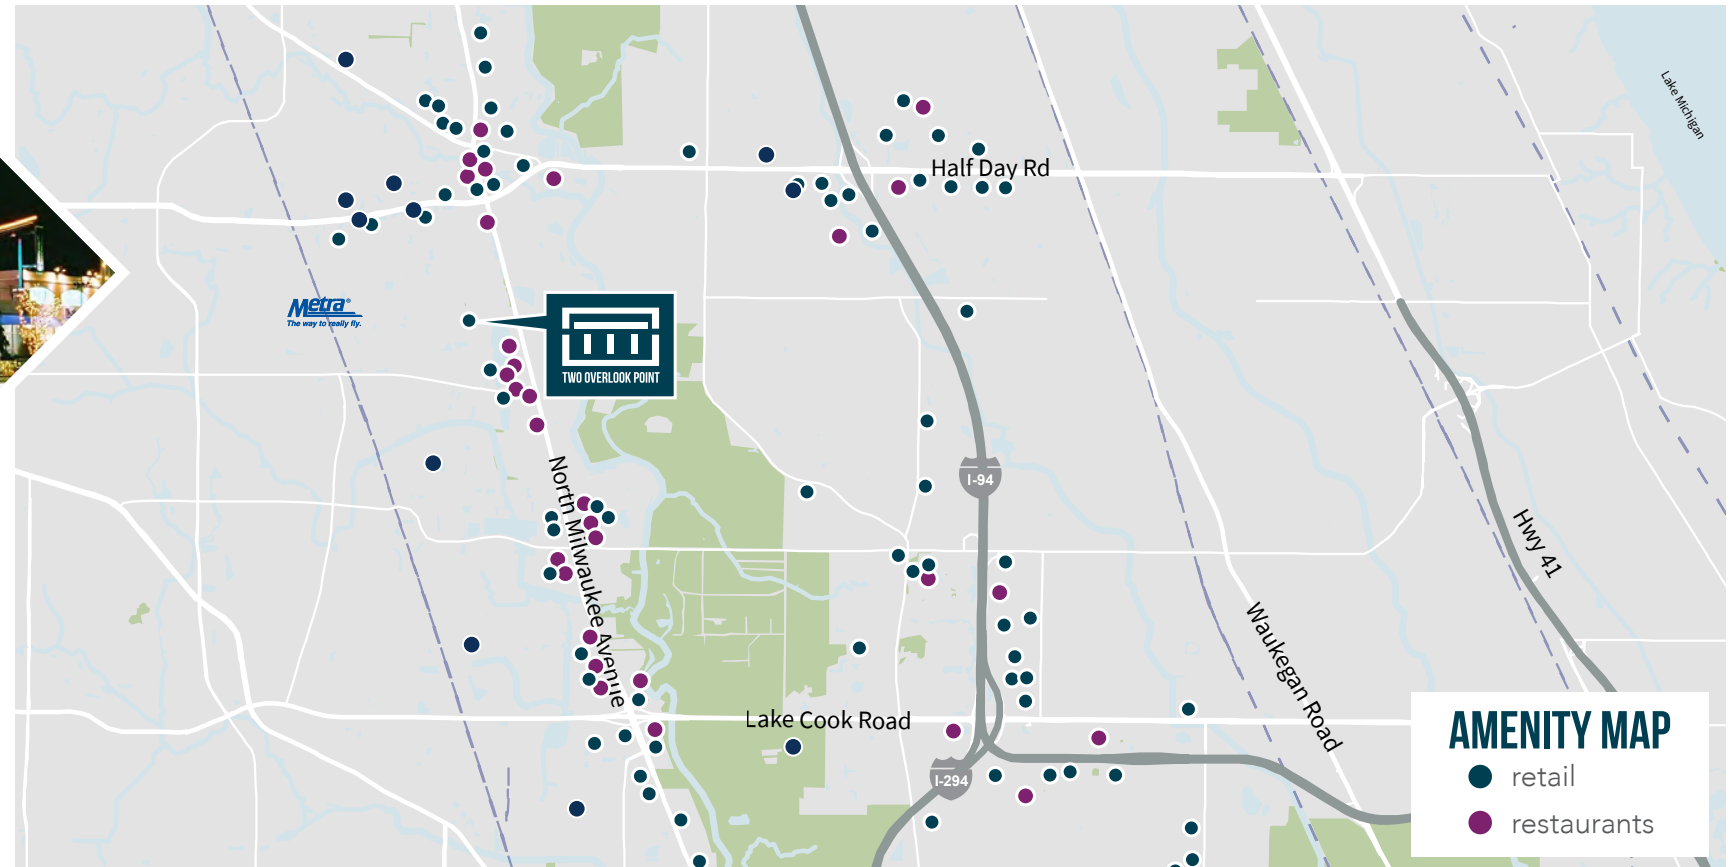 Lake Michigan
Half Day Rd
Metra®
The way to really fly.
TWO OVERLOOK POINT
I-94
North Milwaukee Avenue
Hwy 41
Waukegan Road
Lake Cook Road
I-294
AMENITY MAP
retail
restaurants